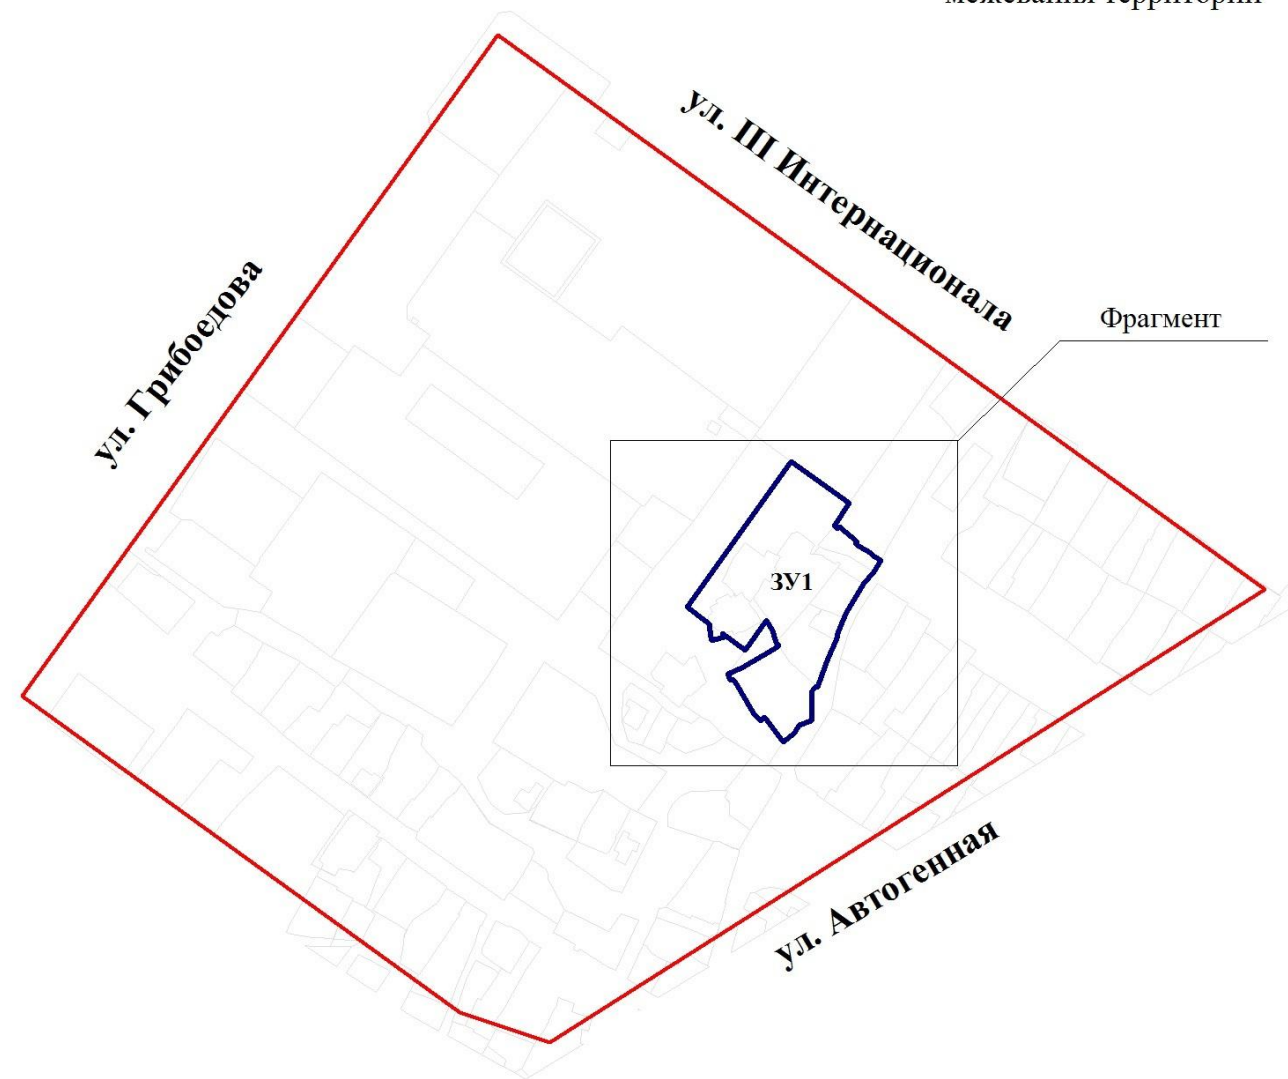 межевания территории
ул. III Интернационала
ул. Грибоедова
Фрагмент
ЗУ1
ул. Автогенная